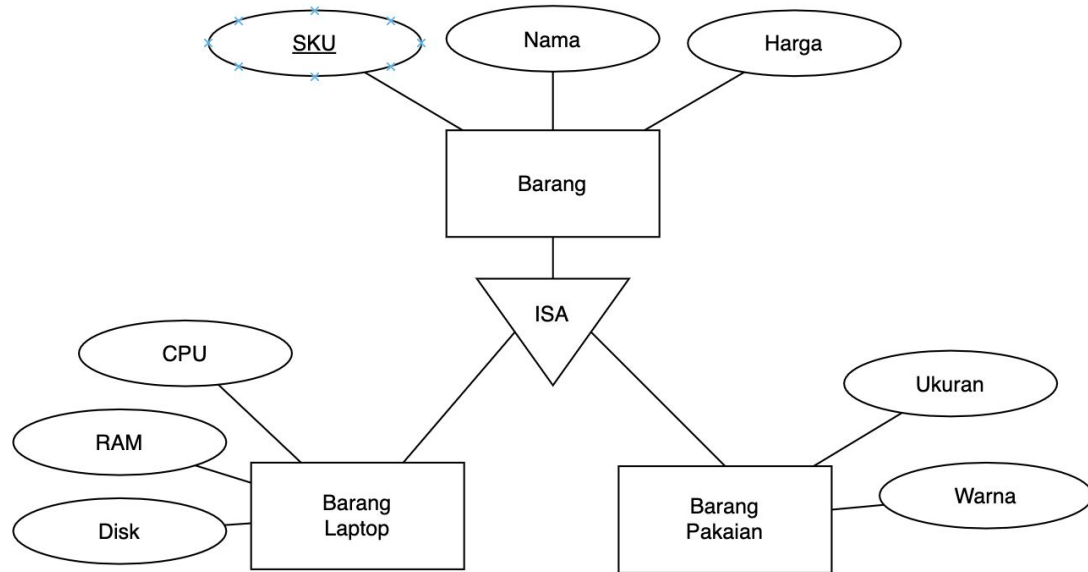 SKU
Nama
Harga
Barang
ISA
CPU
Ukuran
RAM
Warna
Barang
Laptop
Barang
Pakaian
Disk